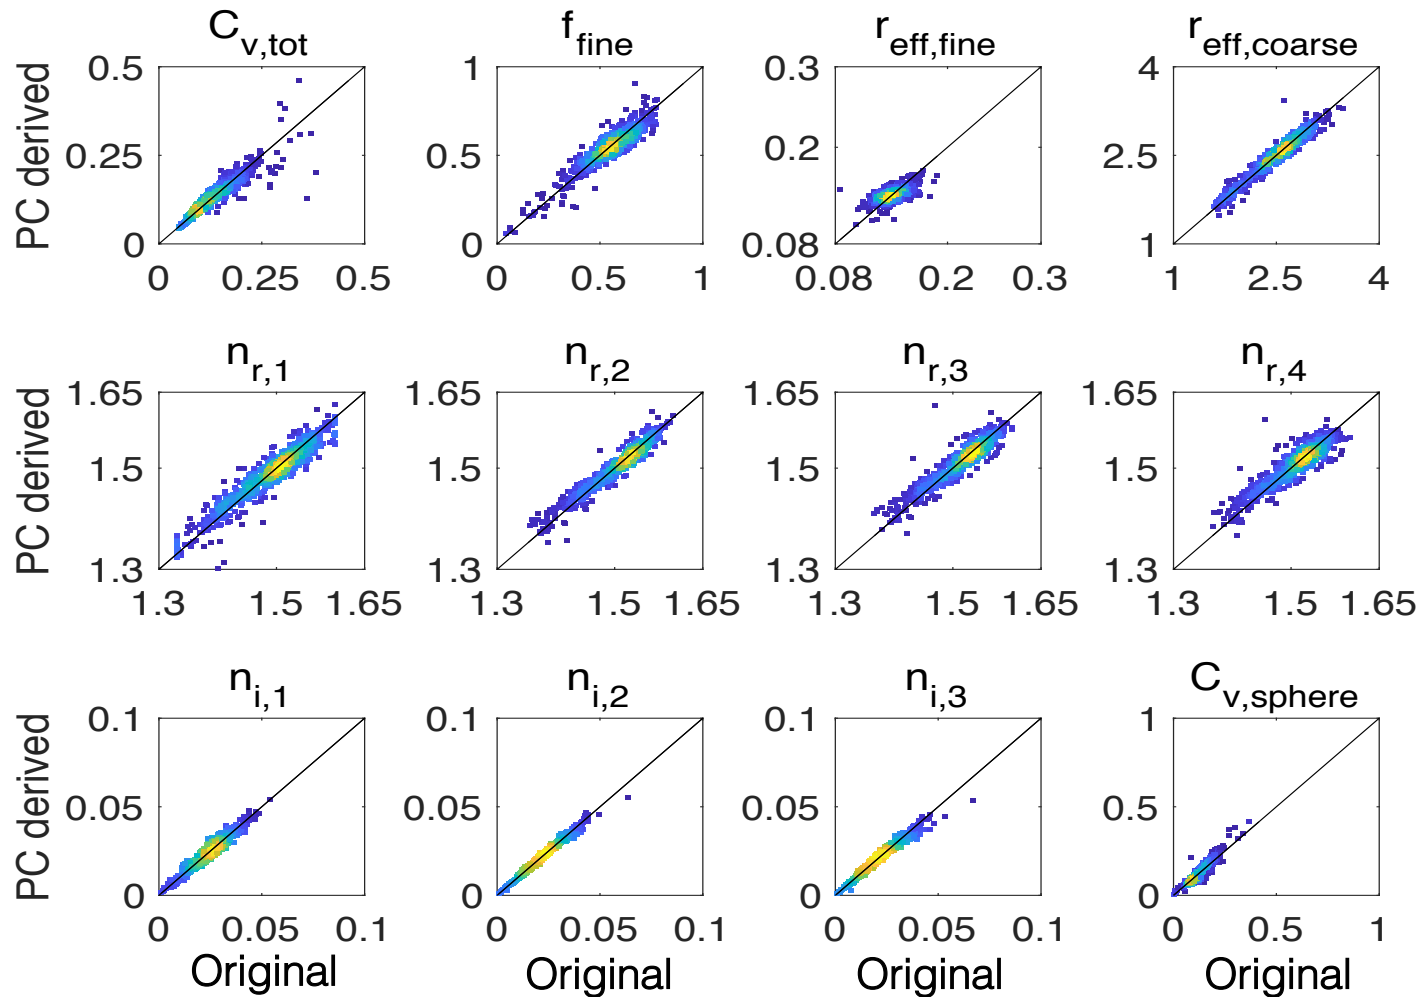 C_v,tot f_fine r_eff,fine r_eff,coarse
PC derived
0.5 1 0.3 4
0.25 0.5 0.2 2.5
0 0 0.08 1
0 0.25 0.5 0 0.5 1 0.08 0.2 0.3 1 2.5 4
n_r,1 n_r,2 n_r,3 n_r,4
PC derived
1.65 1.65 1.65 1.65
1.5 1.5 1.5 1.5
1.3 1.3 1.3 1.3
1.3 1.5 1.65 1.3 1.5 1.65 1.3 1.5 1.65 1.3 1.5 1.65
n_i,1 n_i,2 n_i,3 C_v,sphere
PC derived
0.1 0.1 0.1 1
0.05 0.05 0.05 0.5
0 0 0 0
0 0.05 0.1 0 0.05 0.1 0 0.05 0.1 0 0.5 1
Original Original Original Original